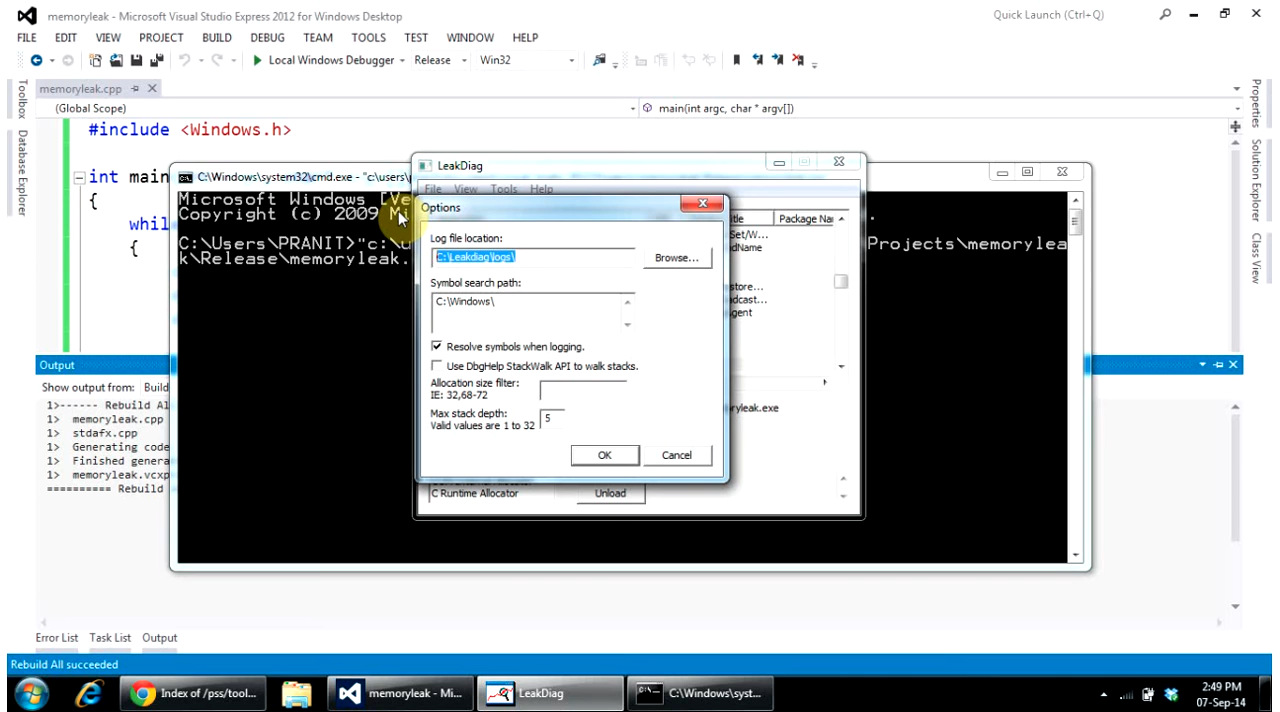 memoryleak - Microsoft Visual Studio Express 2012 for Windows Desktop
Quick Launch (Ctrl+Q)
FILE EDIT VIEW PROJECT BUILD DEBUG TEAM TOOLS TEST WINDOW HELP
Local Windows Debugger Release Win32
memoryleak.cpp
(Global Scope)
main(int argc, char * argv[])
Toolbox
Database Explorer
Properties
Solution Explorer
Class View
#include <Windows.h>
int main
{
whil
{
C:\Windows\system32\cmd.exe - "c:\users\
Microsoft Windows [Ve
Copyright (c) 2009 Mi
.
C:\Users\PRANIT>"c:\u
Projects\memorylea
k\Release\memoryleak.
LeakDiag
File View Tools Help
itle Package Nar
Set/W...
dName
store...
dcast...
gent
ryleak.exe
C Runtime Allocator
Unload
Options
Log file location:
C:\Leakdiag\logs\
Browse...
Symbol search path:
C:\Windows\
Resolve symbols when logging.
Use DbgHelp StackWalk API to walk stacks.
Allocation size filter:
IE: 32,68-72
Max stack depth:
Valid values are 1 to 32
5
OK Cancel
Output
Show output from: Build
1>------ Rebuild Al
1> memoryleak.cpp
1> stdafx.cpp
1> Generating code
1> Finished genera
1> memoryleak.vcxp
========== Rebuild
Error List Task List Output
Rebuild All succeeded
Index of /pss/tool...
memoryleak - Mi...
LeakDiag
C:\Windows\syst...
2:49 PM
07-Sep-14